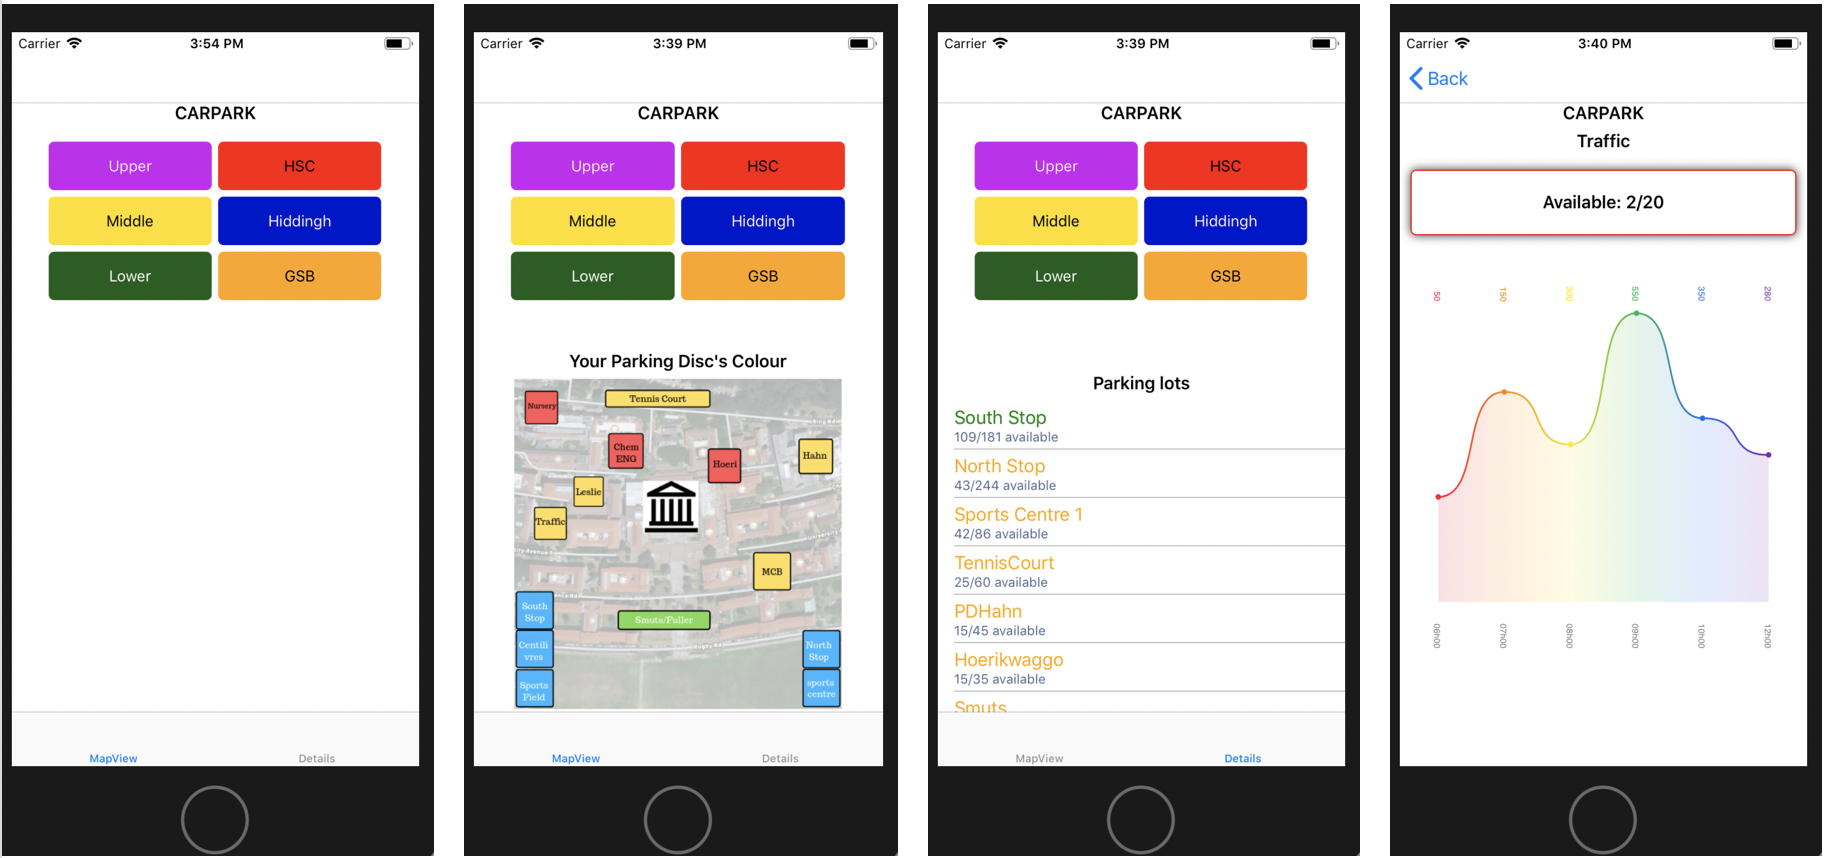 Carrier 3:54 PM
CARPARK
Upper HSC
Middle Hiddingh
Lower GSB
MapView Details
Carrier 3:39 PM
CARPARK
Upper HSC
Middle Hiddingh
Lower GSB
Your Parking Disc's Colour
Nursery
Tennis Court
Chem
ENG
Hoeri
Hahn
Leslie
Traffic
MCB
South
Stop
Smuts/Fuller
Centili
vres
North
Stop
Sports
Field
sports
centre
MapView Details
Carrier 3:39 PM
CARPARK
Upper HSC
Middle Hiddingh
Lower GSB
Parking lots
South Stop
109/181 available
North Stop
43/244 available
Sports Centre 1
42/86 available
TennisCourt
25/60 available
PDHahn
15/45 available
Hoerikwaggo
15/35 available
Smuts
MapView Details
Carrier 3:40 PM
Back
CARPARK
Traffic
Available: 2/20
50 150 300 550 350 280
06h00 07h00 08h00 09h00 10h00 12h00